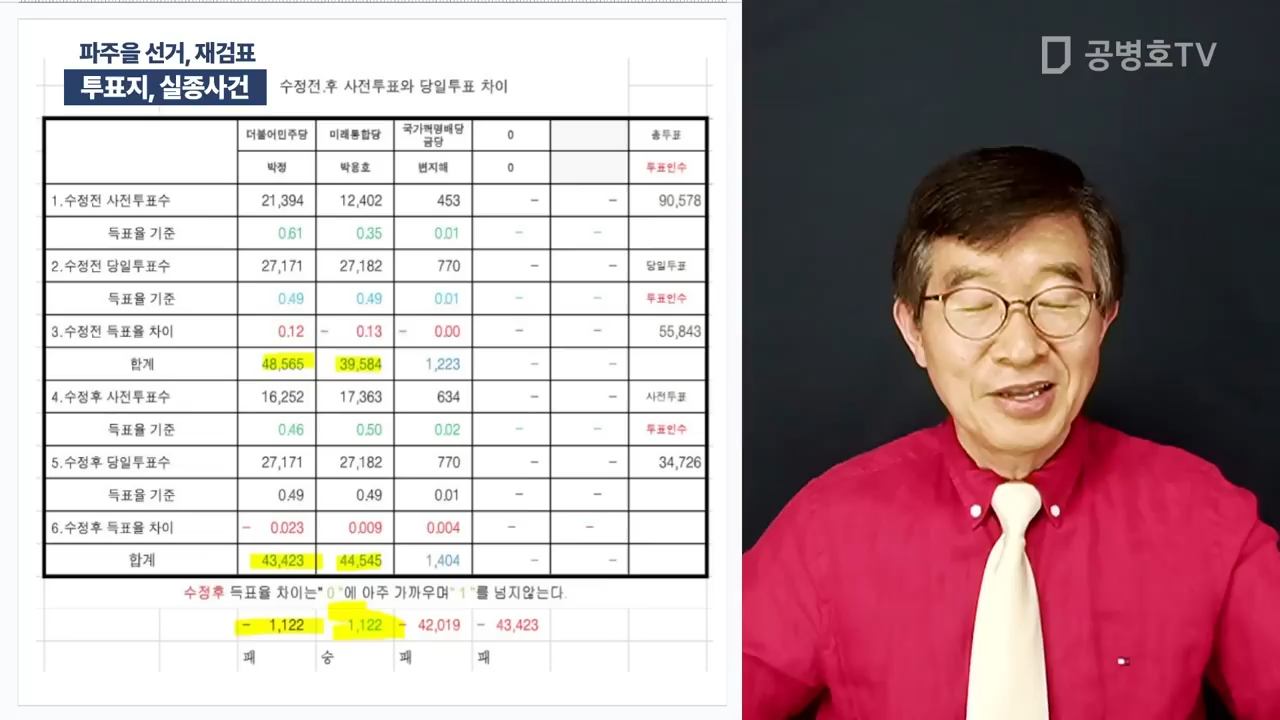 파주을 선거, 재검표
투표지, 실종사건
공병호TV
수정전.후 사전투표와 당일투표 차이
더불어민주당 미래통합당 국가혁명배당금당 0 총투표
박정 박용호 변지해 0 투표인수
1.수정전 사전투표수 21,394 12,402 453 – – 90,578
득표율 기준 0.61 0.35 0.01 – –
2.수정전 당일투표수 27,171 27,182 770 – – 당일투표
득표율 기준 0.49 0.49 0.01 – – 투표인수
3.수정전 득표율 차이 0.12 – 0.13 – 0.00 – – 55,843
합계 48,565 39,584 1,223 – –
4.수정후 사전투표수 16,252 17,363 634 – – 사전투표
득표율 기준 0.46 0.50 0.02 – – 투표인수
5.수정후 당일투표수 27,171 27,182 770 – – 34,726
득표율 기준 0.49 0.49 0.01 – –
6.수정후 득표율 차이 – 0.023 0.009 0.004 – –
합계 43,423 44,545 1,404 – –
수정후 득표율 차이는" 0 "에 아주 가까우며" 1 "를 넘지않는다.
– 1,122 1,122 – 42,019 – 43,423
패 승 패 패